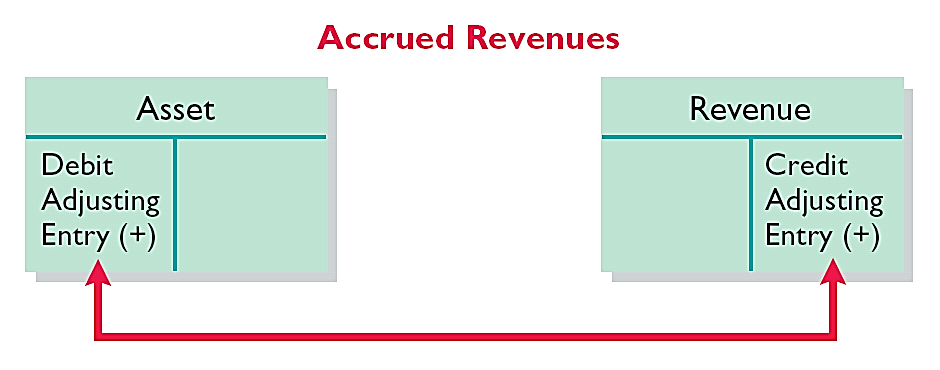 Accrued Revenues
Asset
Debit
Adjusting
Entry (+)
Revenue
Credit
Adjusting
Entry (+)